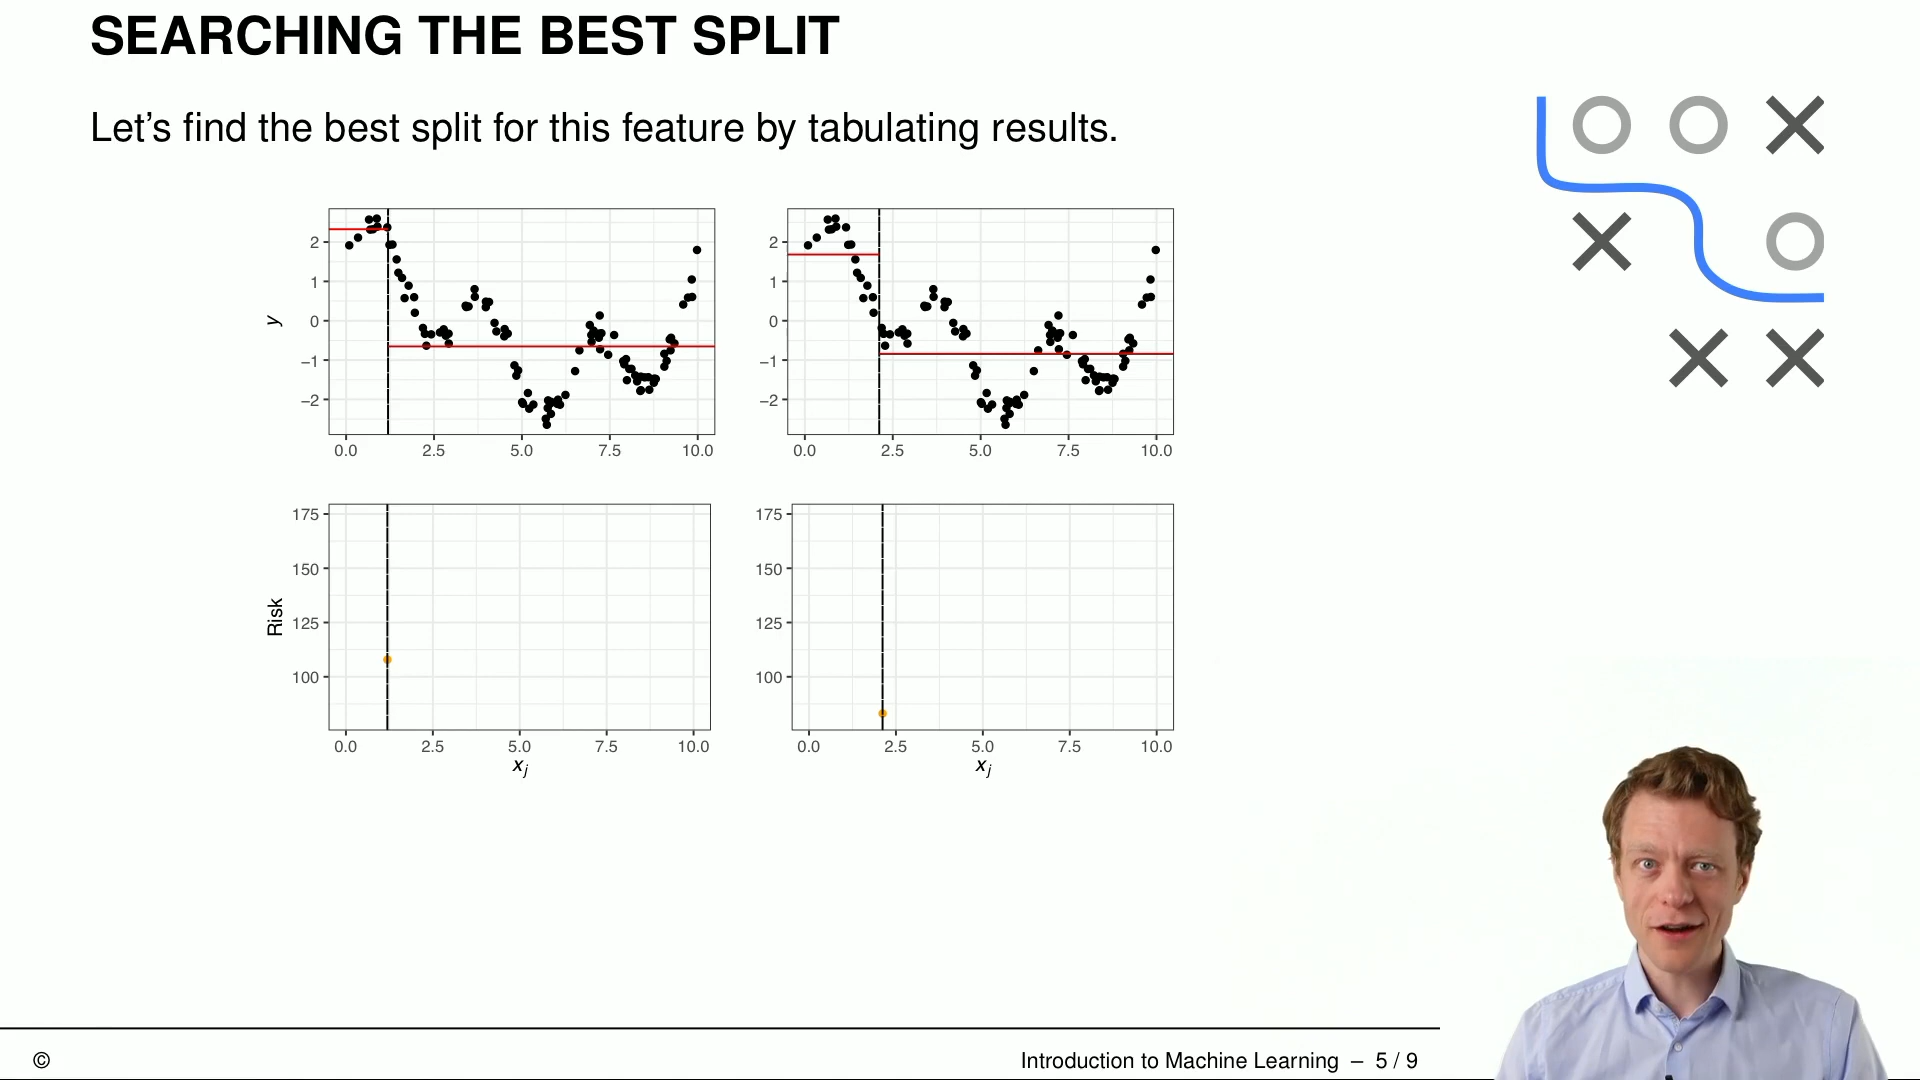 SEARCHING THE BEST SPLIT
Let's find the best split for this feature by tabulating results.
y
2
1
0
−1
−2
0.0 2.5 5.0 7.5 10.0
2
1
0
−1
−2
0.0 2.5 5.0 7.5 10.0
Risk
175
150
125
100
0.0 2.5 5.0 7.5 10.0
xj
175
150
125
100
0.0 2.5 5.0 7.5 10.0
xj
©
Introduction to Machine Learning – 5 / 9